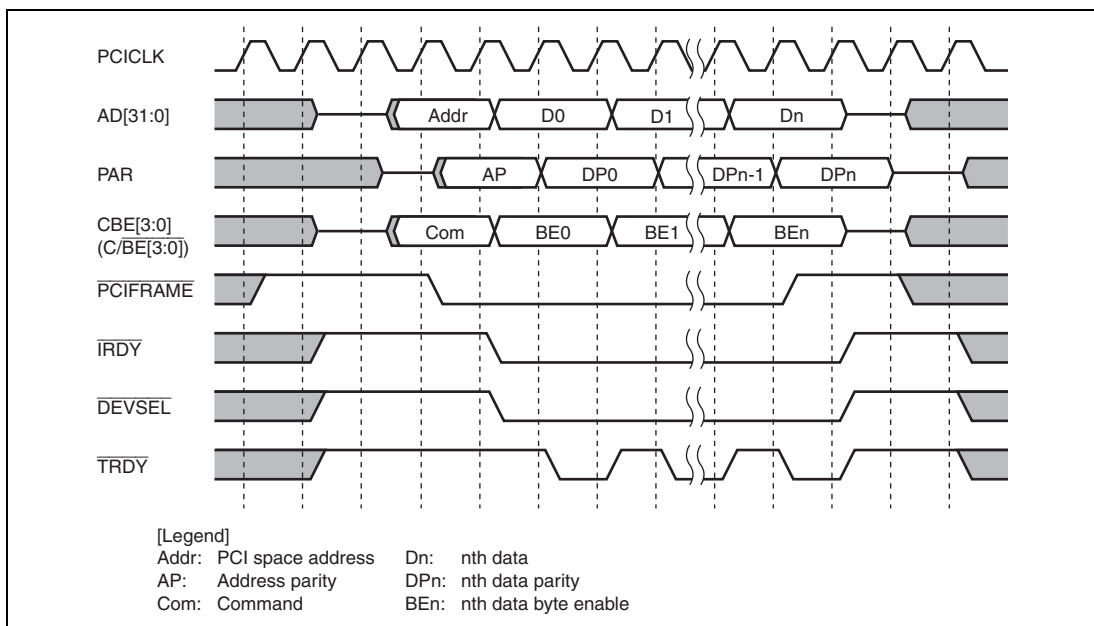 PCICLK
AD[31:0] Addr D0 D1 Dn
PAR AP DP0 DPn-1 DPn
CBE[3:0]
(C/BE[3:0]) Com BE0 BE1 BEn
PCIFRAME
IRDY
DEVSEL
TRDY
[Legend]
Addr: PCI space address Dn: nth data
AP: Address parity DPn: nth data parity
Com: Command BEn: nth data byte enable